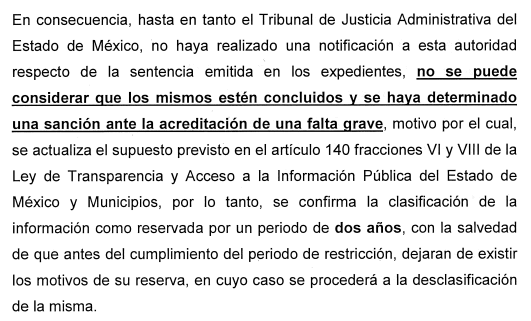 En consecuencia, hasta en tanto el Tribunal de Justicia Administrativa del
Estado de México, no haya realizado una notificación a esta autoridad
respecto de la sentencia emitida en los expedientes, no se puede
considerar que los mismos estén concluidos y se haya determinado
una sanción ante la acreditación de una falta grave, motivo por el cual,
se actualiza el supuesto previsto en el artículo 140 fracciones VI y VIII de la
Ley de Transparencia y Acceso a la Información Pública del Estado de
México y Municipios, por lo tanto, se confirma la clasificación de la
información como reservada por un periodo de dos años, con la salvedad
de que antes del cumplimiento del periodo de restricción, dejaran de existir
los motivos de su reserva, en cuyo caso se procederá a la desclasificación
de la misma.